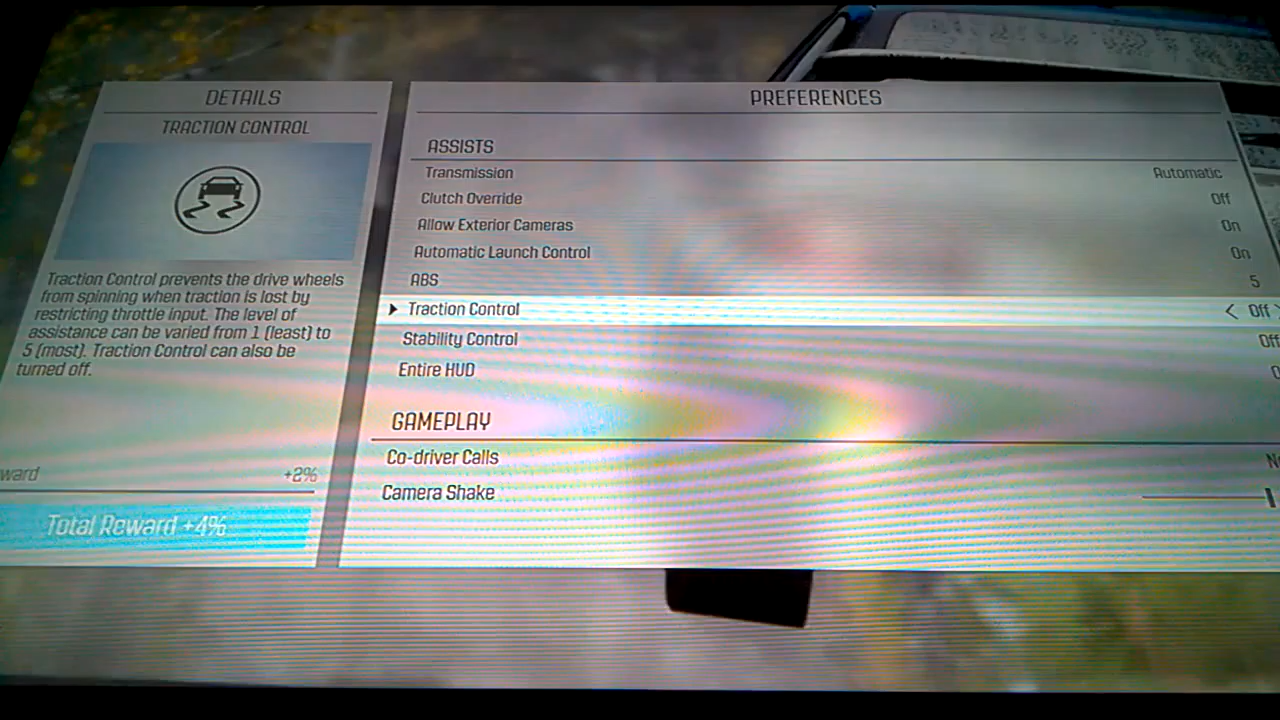 DETAILS
TRACTION CONTROL
Traction Control prevents the drive wheels
from spinning when traction is lost by
restricting throttle input. The level of
assistance can be varied from 1 (least) to
5 (most). Traction Control can also be
turned off.
ward +2%
Total Reward +4%
PREFERENCES
ASSISTS
Transmission Automatic
Clutch Override Off
Allow Exterior Cameras On
Automatic Launch Control On
ABS 5
Traction Control < Off >
Stability Control Off
Entire HUD
GAMEPLAY
Co-driver Calls
Camera Shake